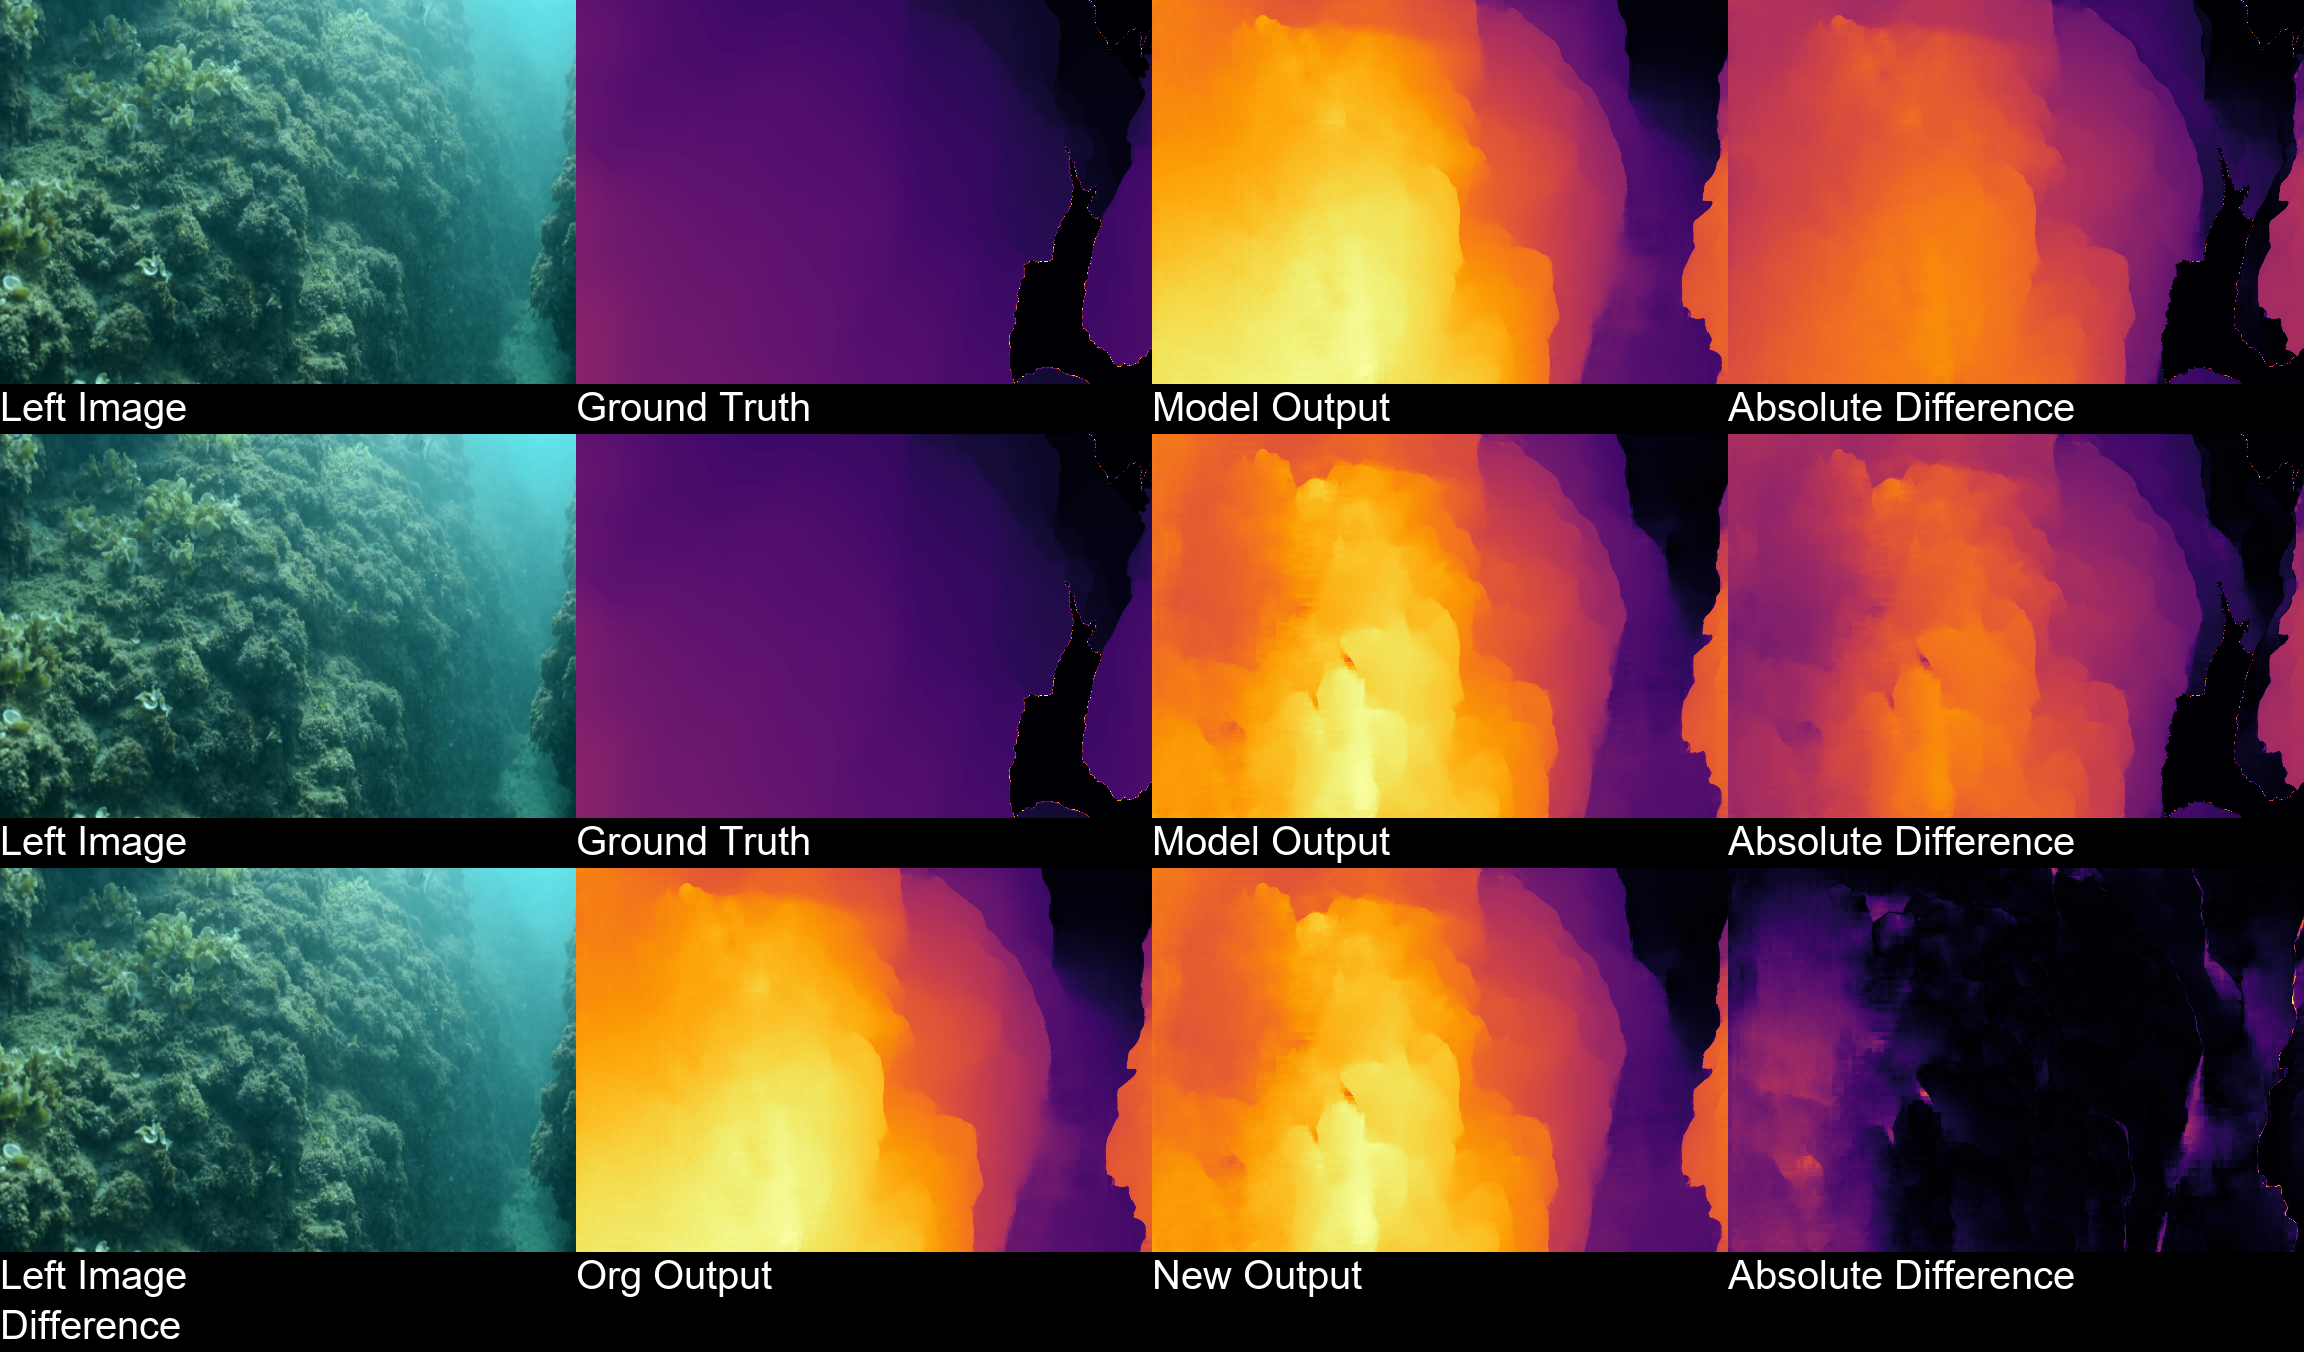 Left Image
Ground Truth
Model Output
Absolute Difference
Left Image
Ground Truth
Model Output
Absolute Difference
Left Image
Org Output
New Output
Absolute Difference
Difference